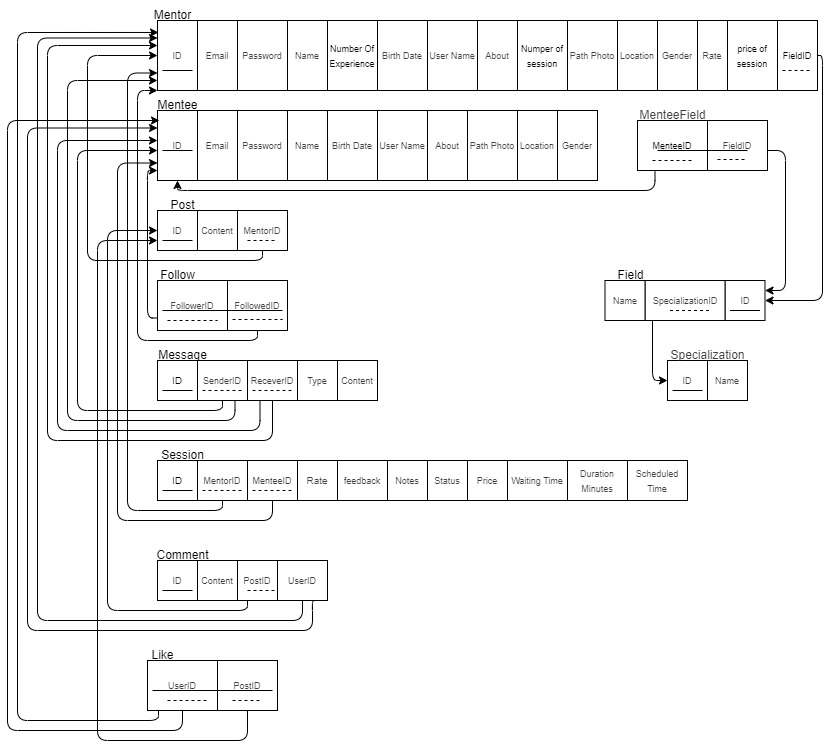 Mentor
ID Email Password Name Number Of Experience Birth Date User Name About Numper of session Path Photo Location Gender Rate price of session FieldID
Mentee
ID Email Password Name Birth Date User Name About Path Photo Location Gender
MenteeField
MenteeID FieldID
Post
ID Content MentorID
Follow
FollowerID FollowedID
Field
Name SpecializationID ID
Message
ID SenderID ReceverID Type Content
Specialization
ID Name
Session
ID MentorID MenteeID Rate feedback Notes Status Price Waiting Time Duration Minutes Scheduled Time
Comment
ID Content PostID UserID
Like
UserID PostID